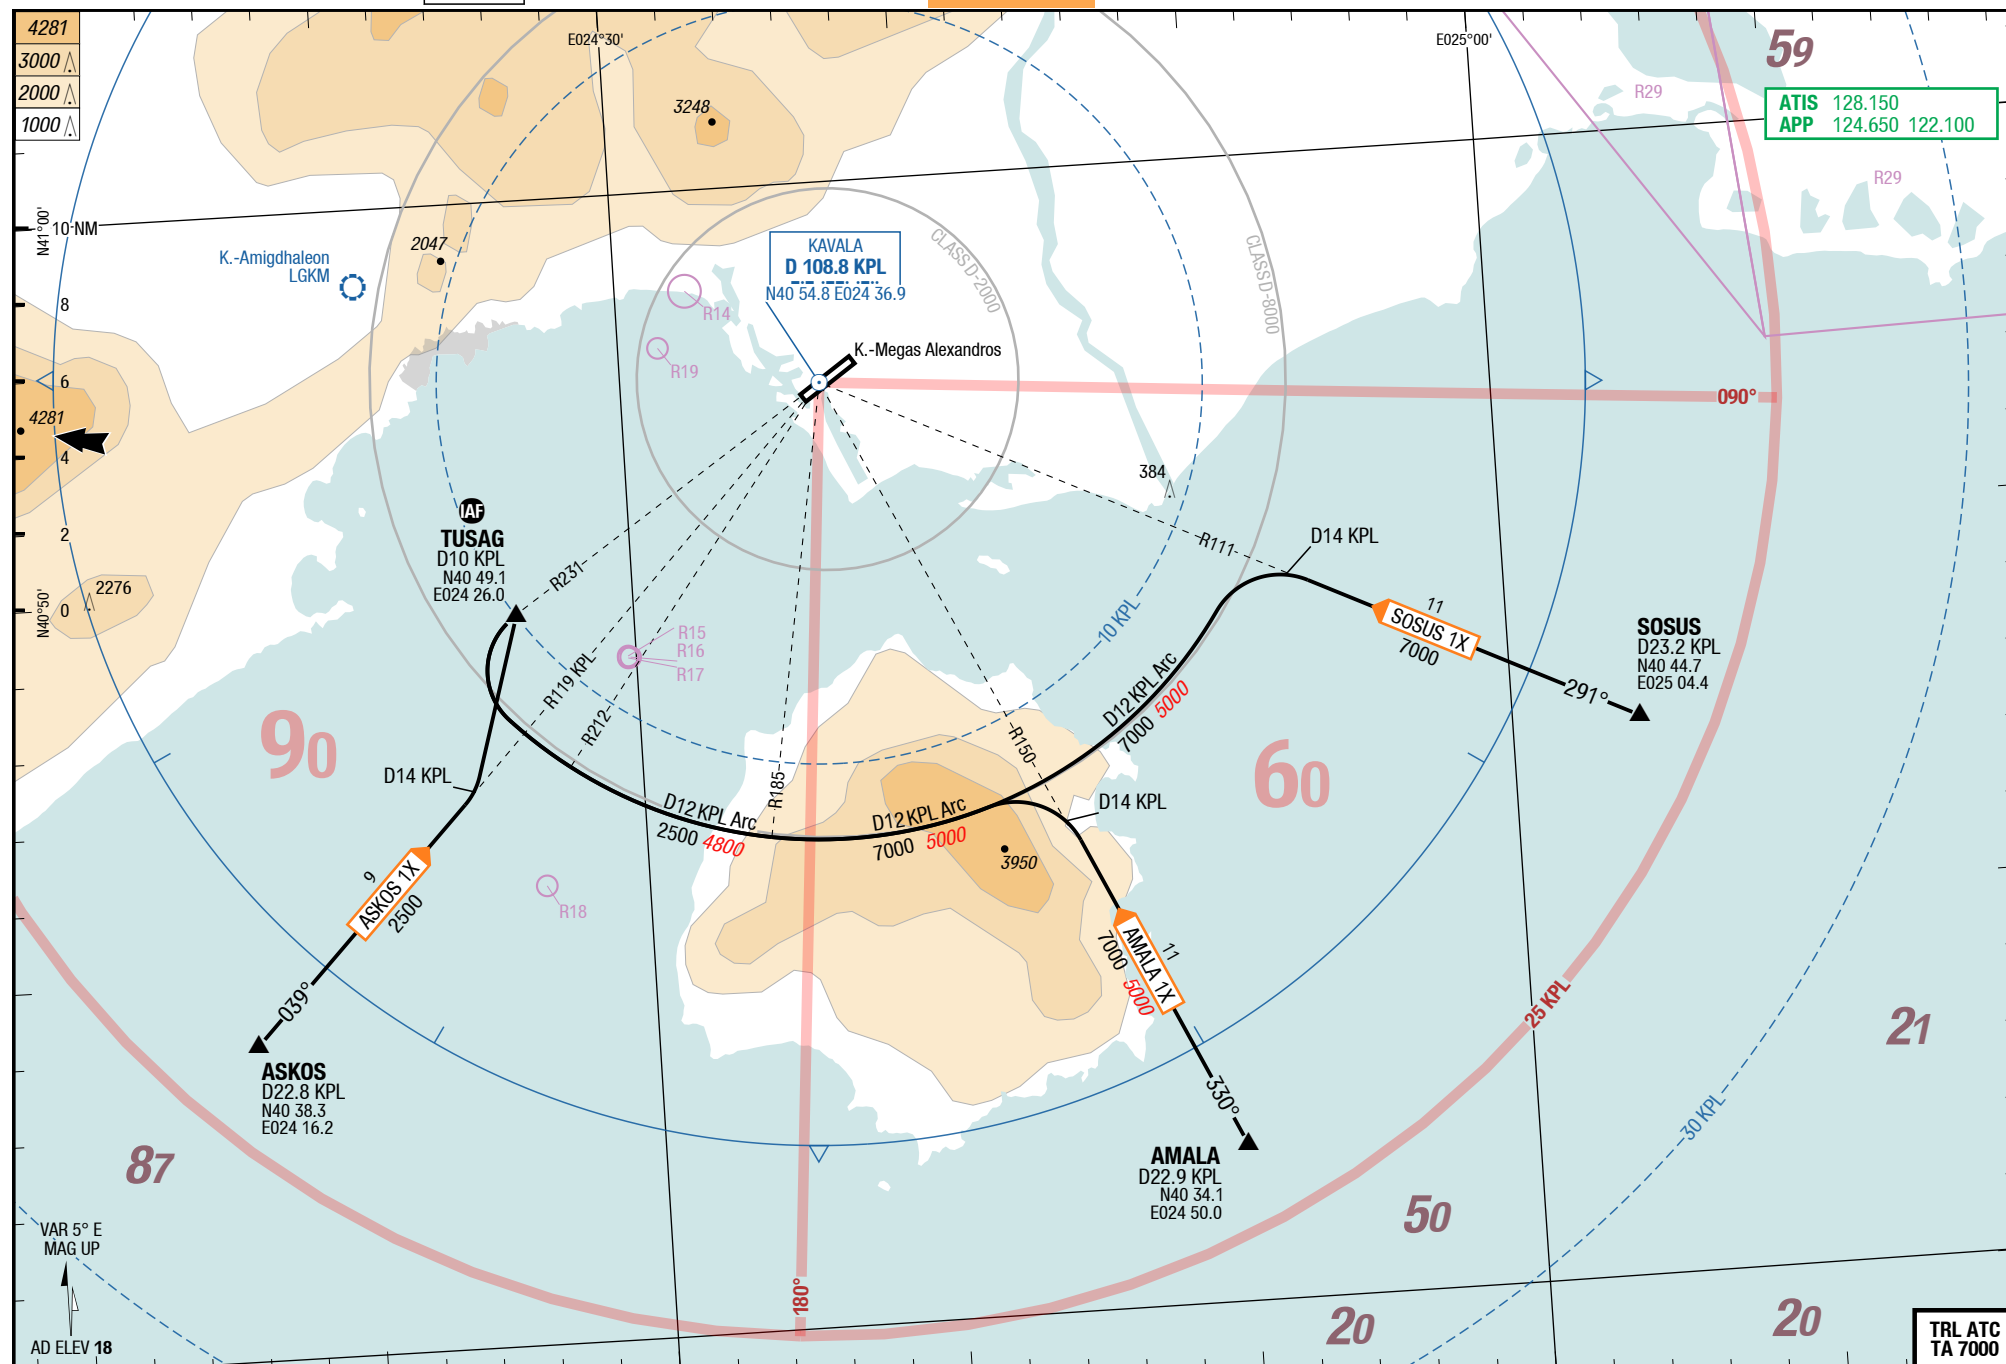 4281
3000
2000
1000
E024°30'
E025°00'
59
R29
ATIS 128.150
APP 124.650 122.100
R29
3248
N41°00'
10 NM
8
6
4
2
0
N40°50'
K.-Amigdhaleon
LGKM
2047
KAVALA
D 108.8 KPL
N40 54.8 E024 36.9
CLASS D-2000
CLASS D-8000
R14
R19
K.-Megas Alexandros
090°
4281
384
IAF
TUSAG
D10 KPL
N40 49.1
E024 26.0
R231
R111
D14 KPL
2276
R15
R16
R17
10 KPL
11
SOSUS 1X
7000
SOSUS
D23.2 KPL
N40 44.7
E025 04.4
291°
R119 KPL
R212
R185
R150
D12 KPL Arc
7000 5000
90
60
D14 KPL
D12 KPL Arc
2500 4800
D12 KPL Arc
7000 5000
D14 KPL
3950
9
ASKOS 1X
2500
R18
11
AMALA 1X
7000 5000
039°
25 KPL
21
ASKOS
D22.8 KPL
N40 38.3
E024 16.2
330°
30 KPL
87
AMALA
D22.9 KPL
N40 34.1
E024 50.0
50
VAR 5° E
MAG UP
180°
20
20
AD ELEV 18
TRL ATC
TA 7000